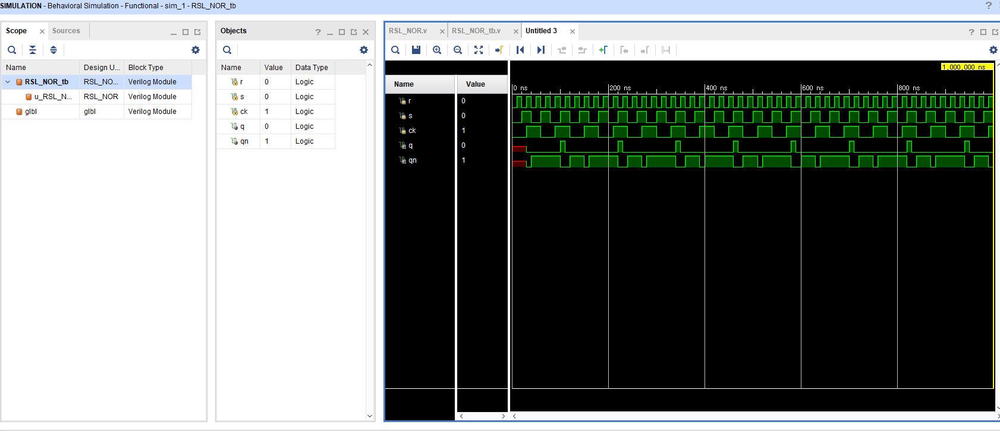 SIMULATION - Behavioral Simulation - Functional - sim_1 - RSL_NOR_tb
?
Scope × Sources
Name Design U... Block Type
RSL_NOR_tb RSL_NO... Verilog Module
u_RSL_N... RSL_NOR Verilog Module
glbl glbl Verilog Module
Objects ?
Name Value Data Type
r 0 Logic
s 0 Logic
ck 1 Logic
q 0 Logic
qn 1 Logic
RSL_NOR.v × RSL_NOR_tb.v × Untitled 3 × ?
1,000,000 ns
Name Value
0 ns 200 ns 400 ns 600 ns 800 ns
r 0
s 0
ck 1
q 0
qn 1